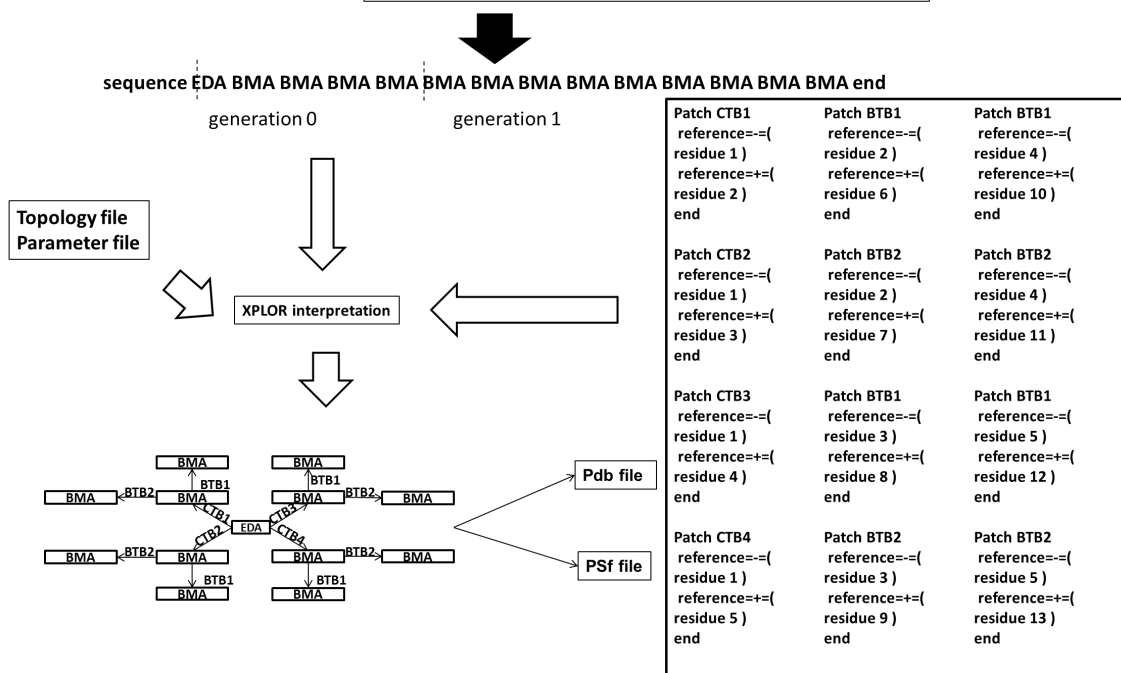 sequence EDA BMA BMA BMA BMA BMA BMA BMA BMA BMA BMA BMA BMA BMA end
generation 0
generation 1
Topology file
Parameter file
XPLOR interpretation
Patch CTB1
reference=-=(
residue 1 )
reference=+=(
residue 2 )
end
Patch CTB2
reference=-=(
residue 1 )
reference=+=(
residue 3 )
end
Patch CTB3
reference=-=(
residue 1 )
reference=+=(
residue 4 )
end
Patch CTB4
reference=-=(
residue 1 )
reference=+=(
residue 5 )
end
Patch BTB1
reference=-=(
residue 2 )
reference=+=(
residue 6 )
end
Patch BTB2
reference=-=(
residue 2 )
reference=+=(
residue 7 )
end
Patch BTB1
reference=-=(
residue 3 )
reference=+=(
residue 8 )
end
Patch BTB2
reference=-=(
residue 3 )
reference=+=(
residue 9 )
end
Patch BTB1
reference=-=(
residue 4 )
reference=+=(
residue 10 )
end
Patch BTB2
reference=-=(
residue 4 )
reference=+=(
residue 11 )
end
Patch BTB1
reference=-=(
residue 5 )
reference=+=(
residue 12 )
end
Patch BTB2
reference=-=(
residue 5 )
reference=+=(
residue 13 )
end
BMA
BMA
BTB1
BTB1
BMA
BTB2
BMA
BMA
BTB2
BMA
CTB1
CTB3
EDA
CTB2
CTB4
BMA
BTB2
BMA
BMA
BTB2
BMA
BTB1
BTB1
BMA
BMA
Pdb file
PSf file